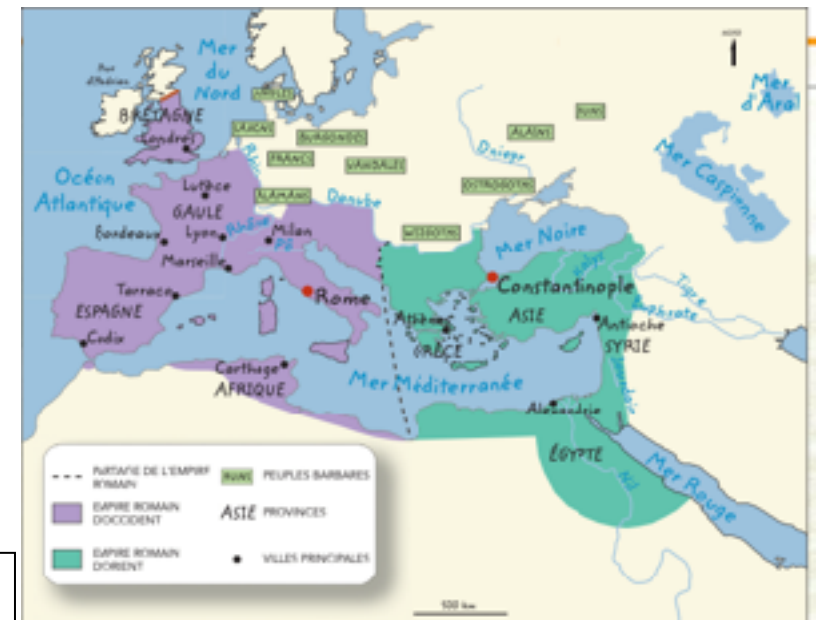 Mer
du
Nord
Mer
d'Aral
HUNS
BRETAGNE
Londres
SAXONS
BURGONDES
ALAINS
FRANCS
VANDALES
Dniepr
Mer Caspienne
Océan
Atlantique
Lutèce
GAULE
ALAMANS
Danube
OSTROGOTHS
Bordeaux
Lyon
Rhône
Milan
Pô
WISIGOTHS
Mer Noire
Marseille
Halys
Tarraco
Rome
Constantinople
Tigre
ESPAGNE
Athènes
ASIE
Euphrate
Antioche
Cadix
GRÈCE
SYRIE
Carthage
AFRIQUE
Mer Méditerranée
Alexandrie
ÉGYPTE
Nil
Mer Rouge
PARTAGE DE L'EMPIRE
ROMAIN
HUNS
PEUPLES BARBARES
EMPIRE ROMAIN
D'OCCIDENT
ASIE
PROVINCES
EMPIRE ROMAIN
D'ORIENT
VILLES PRINCIPALES
500 km